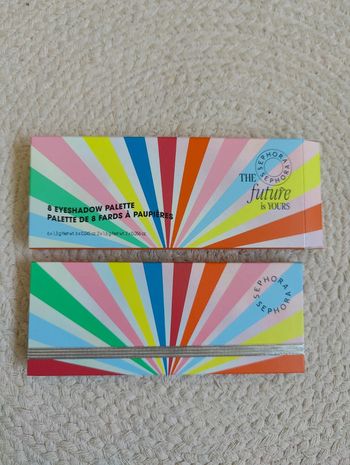 SEPHORA
SEPHORA
THE
future
is YOURS
8 EYESHADOW PALETTE
PALETTE DE 8 FARDS À PAUPIÈRES
SEPHORA
SEPHORA